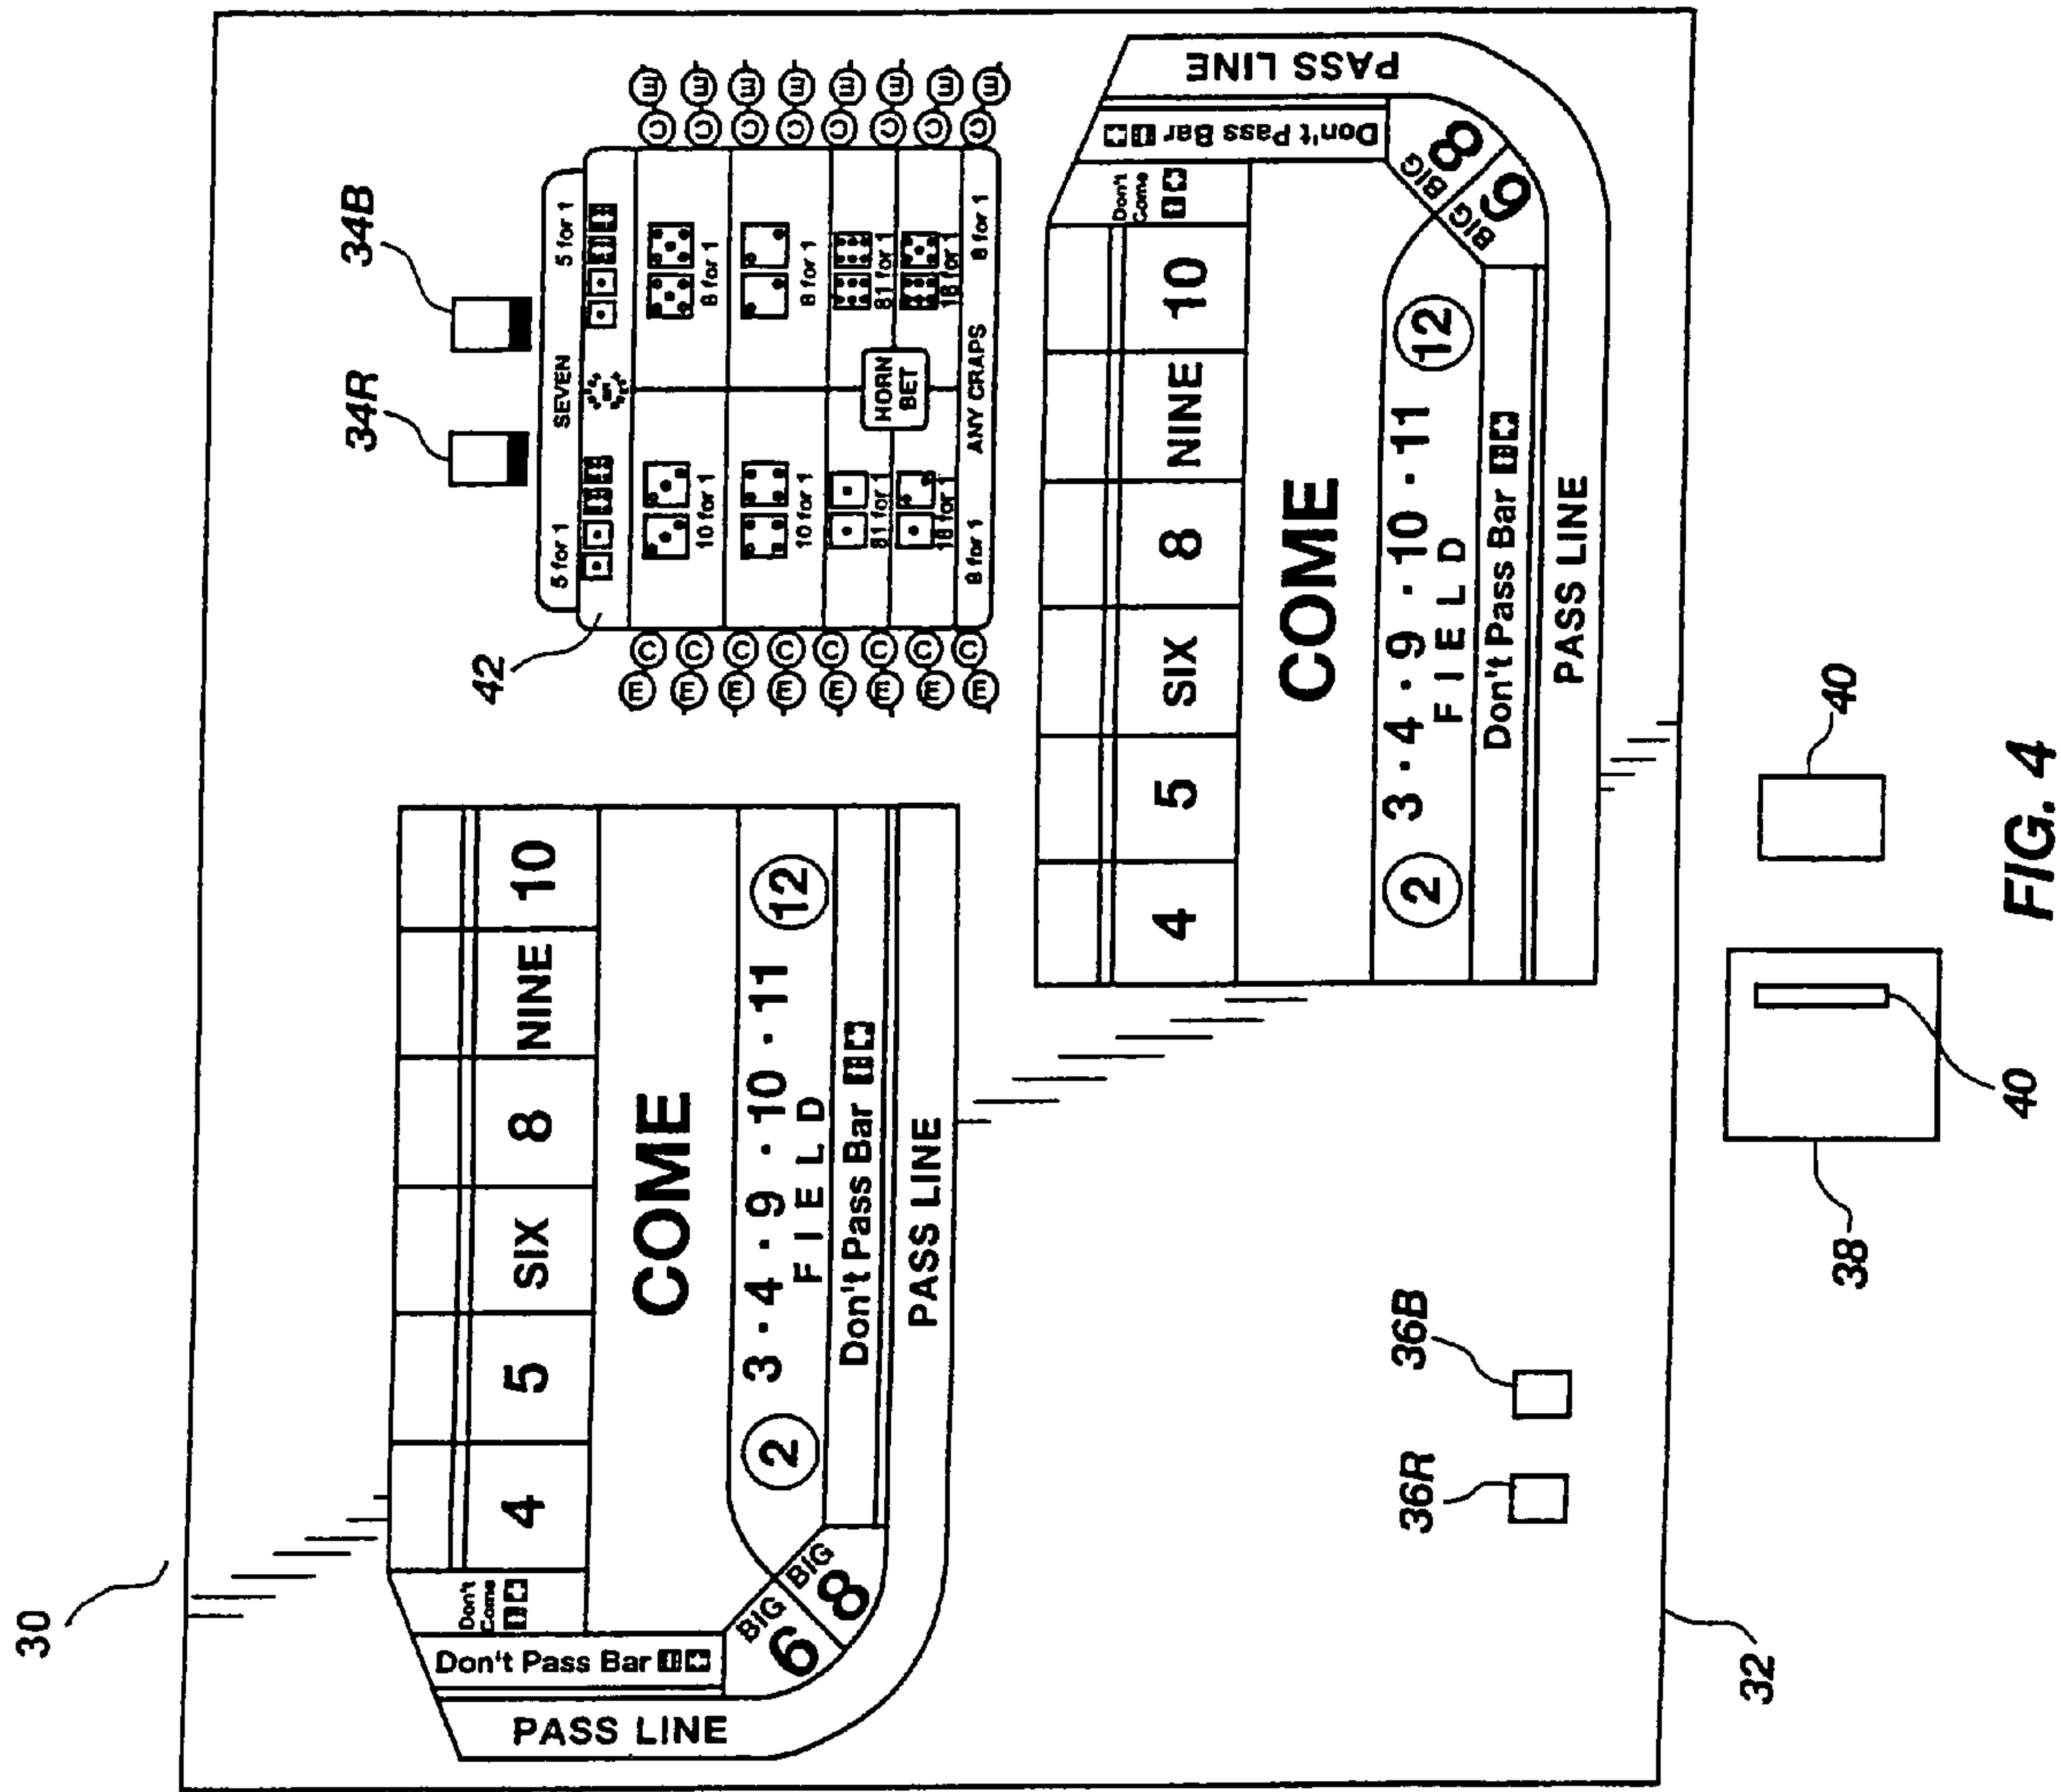 30
34R
34B
5 for 1 SEVEN 5 for 1
42
10 for 1 8 for 1
10 for 1 8 for 1
81 for 1 81 for 1
HORN
BET
18 for 1 18 for 1
8 for 1 ANY CRAPS 8 for 1
E C C E
E C C E
E C C E
E C C E
E C C E
E C C E
E C C E
E C C E
PASS LINE
Don't Pass Bar
Don't
Come
4 5 SIX 8 NINE 10
COME
2 3 · 4 · 9 · 10 · 11 12
FIELD
BIG
6
BIG
8
Don't Pass Bar
PASS LINE
4 5 SIX 8 NINE 10
Don't
Come
Don't Pass Bar
PASS LINE
COME
2 3 · 4 · 9 · 10 · 11 12
FIELD
BIG
6
BIG
8
Don't Pass Bar
PASS LINE
36R
36B
32
38
40
40
FIG. 4